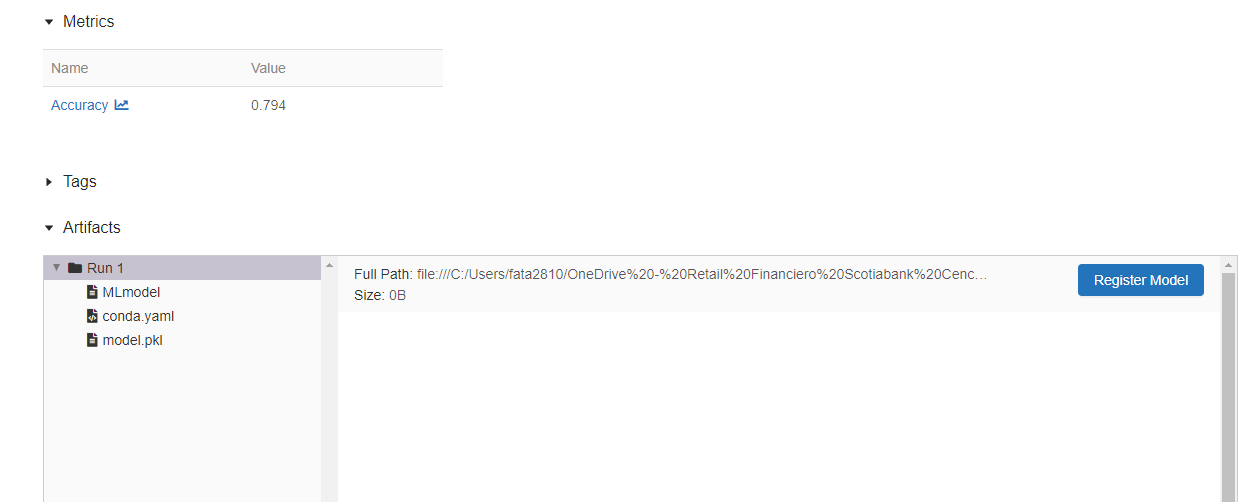 Metrics
Name Value
Accuracy 0.794
Tags
Artifacts
Run 1
MLmodel
conda.yaml
model.pkl
Full Path: file:///C:/Users/fata2810/OneDrive%20-%20Retail%20Financiero%20Scotiabank%20Cenc…
Size: 0B
Register Model